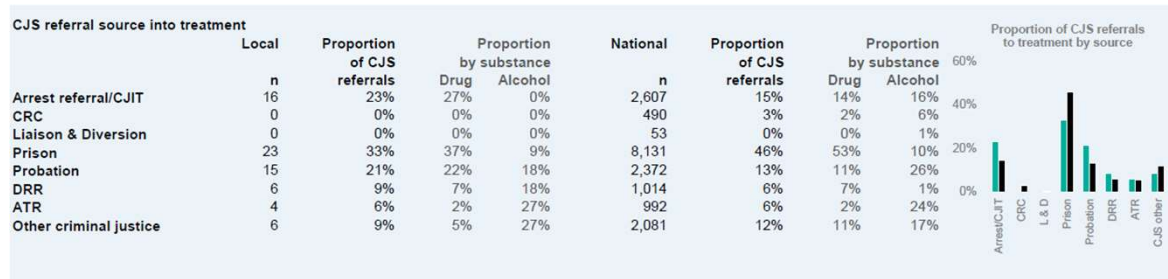 CJS referral source into treatment
Local Proportion Proportion National Proportion Proportion
of CJS by substance of CJS by substance
n referrals Drug Alcohol n referrals Drug Alcohol
Arrest referral/CJIT 16 23% 27% 0% 2,607 15% 14% 16%
CRC 0 0% 0% 0% 490 3% 2% 6%
Liaison & Diversion 0 0% 0% 0% 53 0% 0% 1%
Prison 23 33% 37% 9% 8,131 46% 53% 10%
Probation 15 21% 22% 18% 2,372 13% 11% 26%
DRR 6 9% 7% 18% 1,014 6% 7% 1%
ATR 4 6% 2% 27% 992 6% 2% 24%
Other criminal justice 6 9% 5% 27% 2,081 12% 11% 17%
Proportion of CJS referrals
to treatment by source
60%
40%
20%
0%
Arrest/CJIT
CRC
L & D
Prison
Probation
DRR
ATR
CJS other